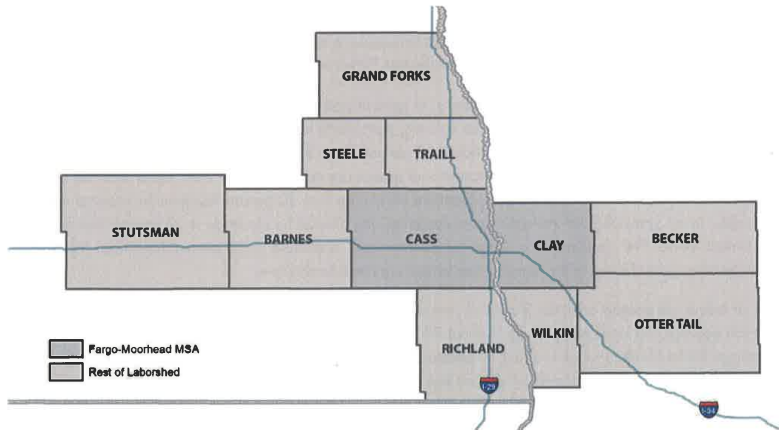 GRAND FORKS
STEELE
TRAILL
STUTSMAN
BARNES
CASS
CLAY
BECKER
RICHLAND
WILKIN
OTTER TAIL
Fargo-Moorhead MSA
Rest of Laborshed
I-29
I-94